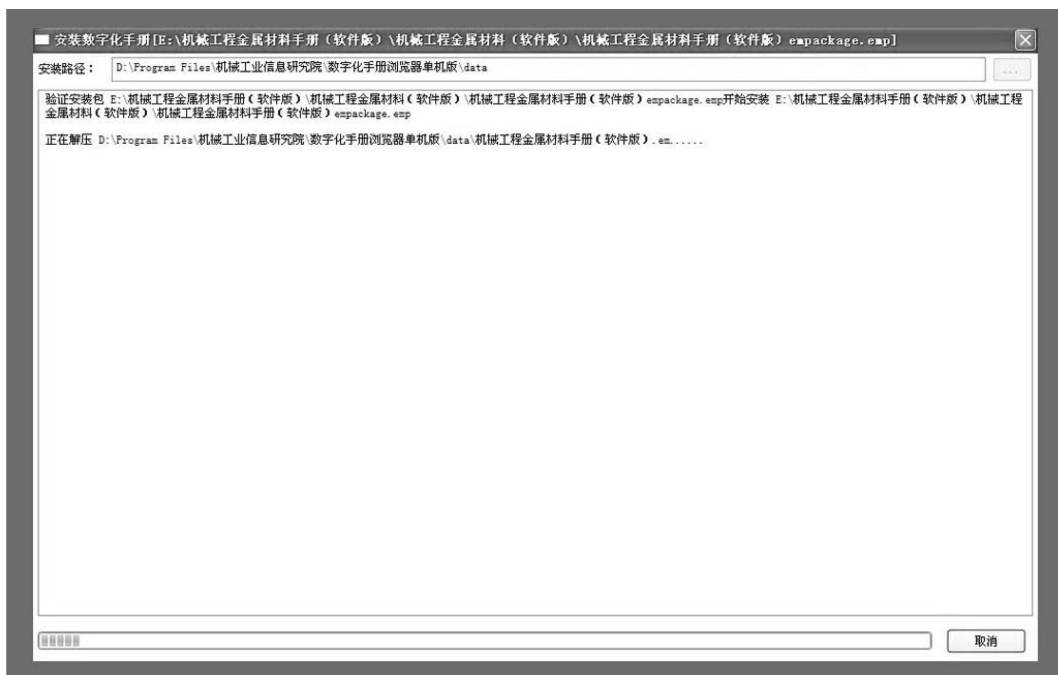 安装数字化手册[E:\机械工程金属材料手册（软件版）\机械工程金属材料（软件版）\机械工程金属材料手册（软件版）empackage.emp]
安装路径： D:\Program Files\机械工业信息研究院\数字化手册浏览器单机版\data ...
验证安装包 E:\机械工程金属材料手册（软件版）\机械工程金属材料（软件版）\机械工程金属材料手册（软件版）empackage.emp开始安装 E:\机械工程金属材料手册（软件版）\机械工程
金属材料（软件版）\机械工程金属材料手册（软件版）empackage.emp
正在解压 D:\Program Files\机械工业信息研究院\数字化手册浏览器单机版\data\机械工程金属材料手册（软件版）.em......
取消